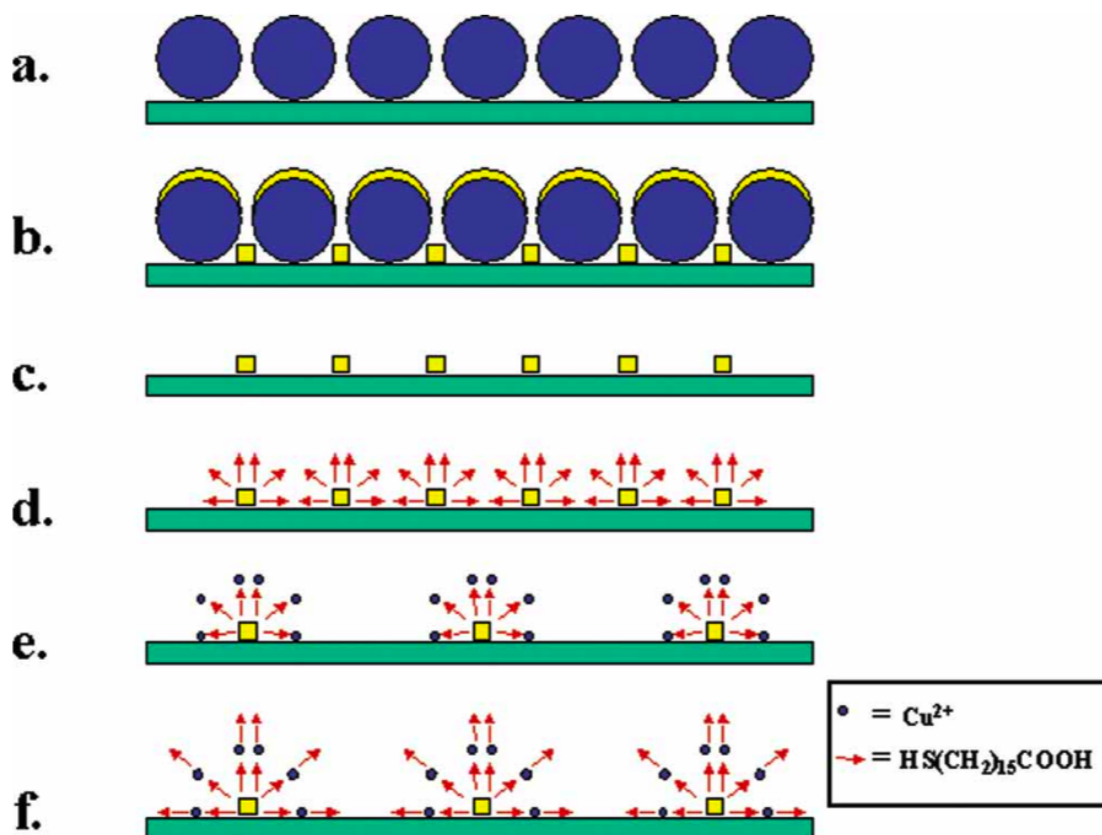 a.
b.
c.
d.
e.
f.
= Cu²⁺
= HS(CH₂)₁₅COOH